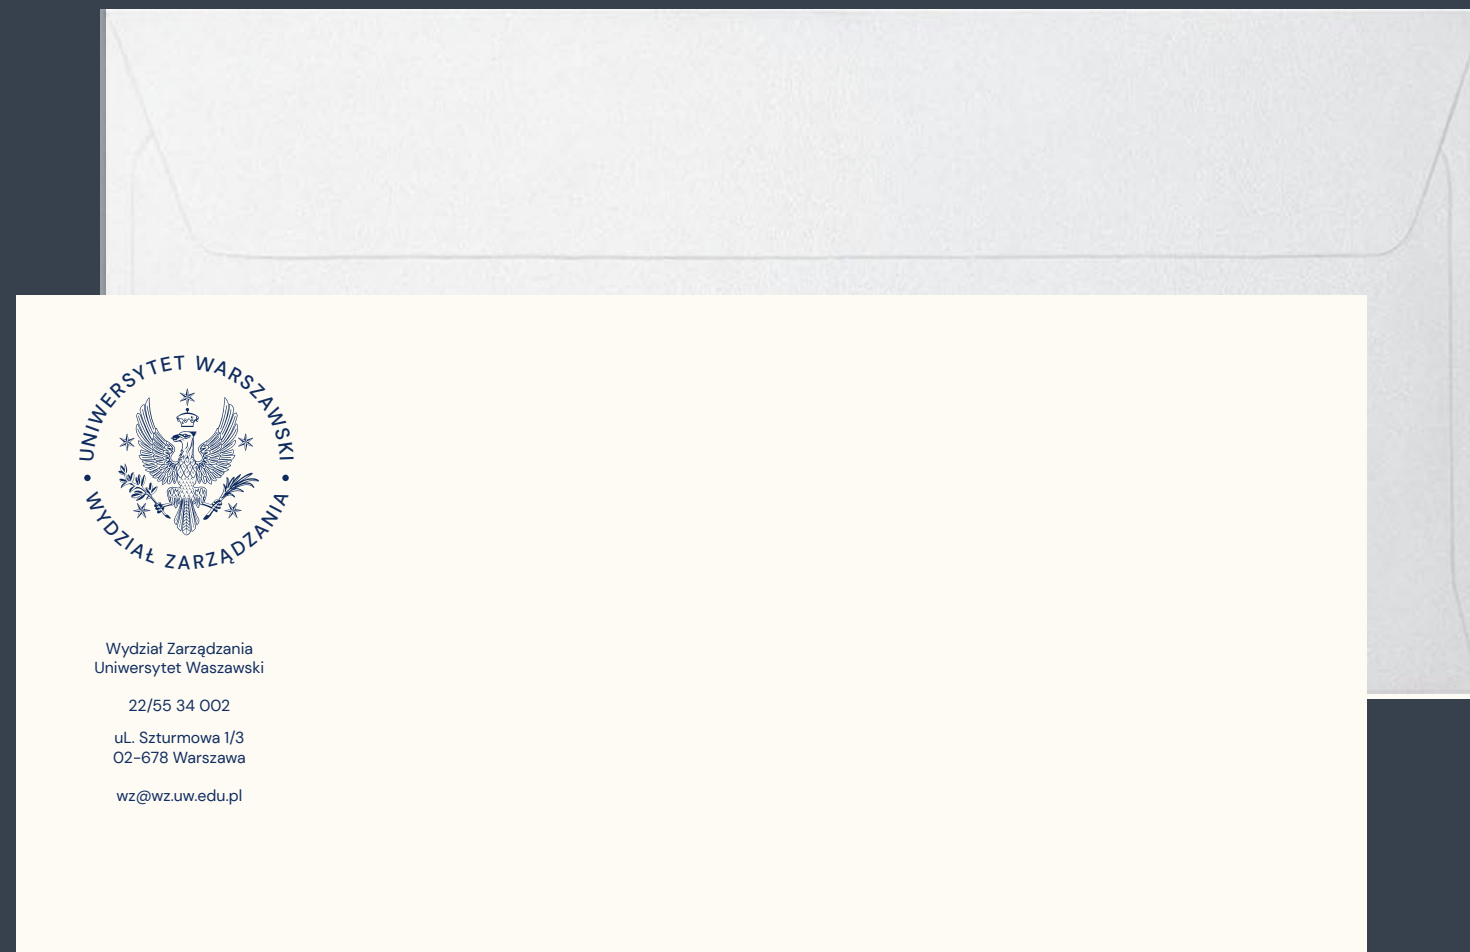 UNIWERSYTET WARSZAWSKI
• WYDZIAŁ ZARZĄDZANIA •
Wydział Zarządzania
Uniwersytet Waszawski
22/55 34 002
uL. Szturmowa 1/3
02-678 Warszawa
wz@wz.uw.edu.pl